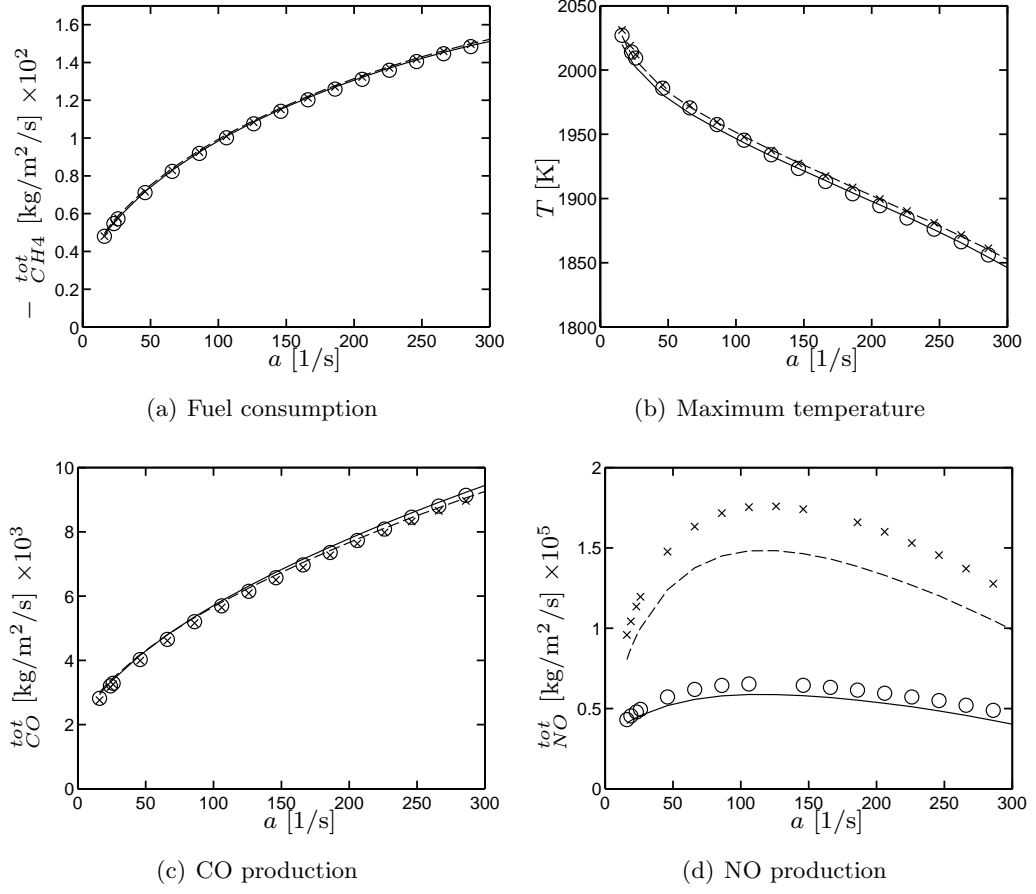 1.6
1.4
1.2
1
0.8
0.6
0.4
0.2
0
− tot CH4 [kg/m²/s] ×10²
0 50 100 150 200 250 300
a [1/s]
(a) Fuel consumption
2050
2000
1950
1900
1850
1800
T [K]
0 50 100 150 200 250 300
a [1/s]
(b) Maximum temperature
10
8
6
4
2
0
tot CO [kg/m²/s] ×10³
0 50 100 150 200 250 300
a [1/s]
(c) CO production
2
1.5
1
0.5
0
tot NO [kg/m²/s] ×10⁵
0 50 100 150 200 250 300
a [1/s]
(d) NO production